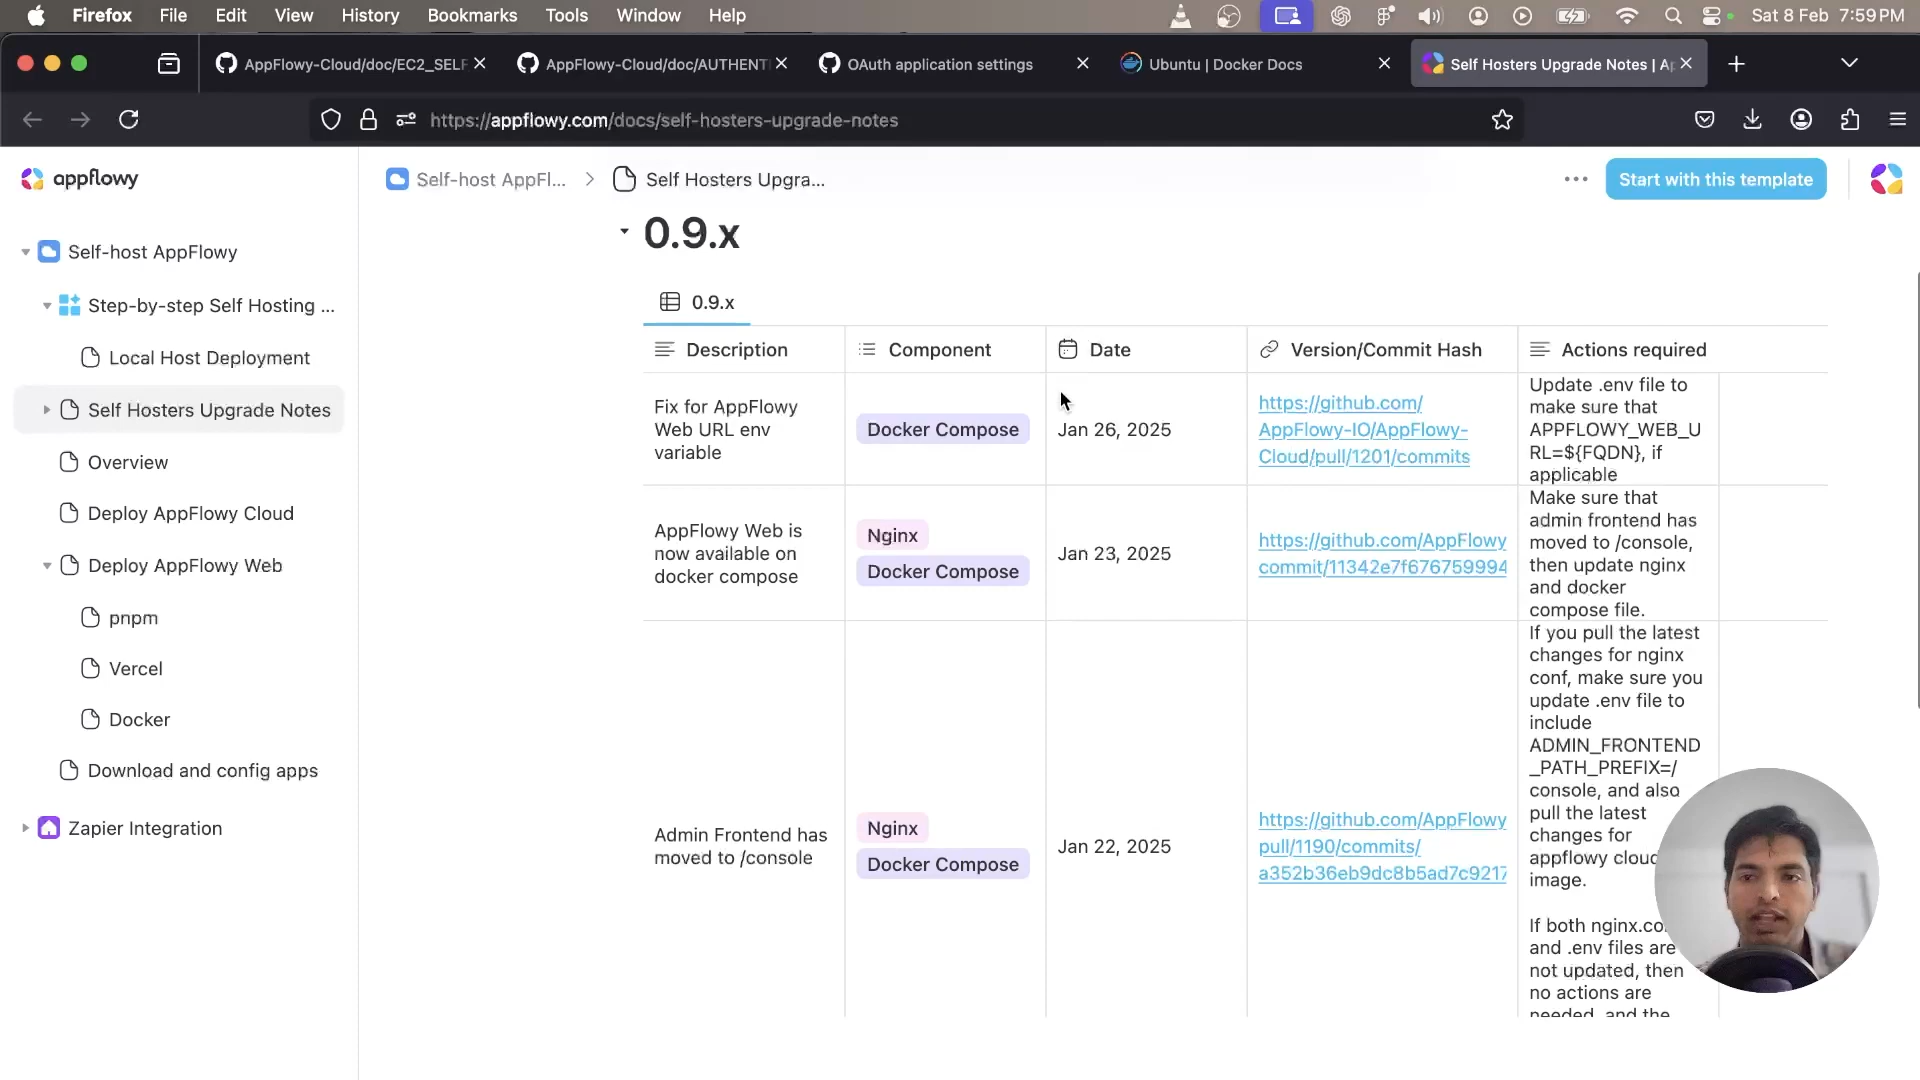 Firefox File Edit View History Bookmarks Tools Window Help Sat 8 Feb 7:59 PM
AppFlowy-Cloud/doc/EC2_SELF AppFlowy-Cloud/doc/AUTHENT OAuth application settings Ubuntu | Docker Docs Self Hosters Upgrade Notes | Ap
https://appflowy.com/docs/self-hosters-upgrade-notes
appflowy
Self-host AppFl... Self Hosters Upgra... Start with this template
Self-host AppFlowy
Step-by-step Self Hosting ...
Local Host Deployment
Self Hosters Upgrade Notes
Overview
Deploy AppFlowy Cloud
Deploy AppFlowy Web
pnpm
Vercel
Docker
Download and config apps
Zapier Integration
0.9.x
0.9.x
Description Component Date Version/Commit Hash Actions required
Fix for AppFlowy
Web URL env
variable
Docker Compose
Jan 26, 2025
https://github.com/
AppFlowy-IO/AppFlowy-
Cloud/pull/1201/commits
Update .env file to
make sure that
APPFLOWY_WEB_U
RL=${FQDN}, if
applicable
AppFlowy Web is
now available on
docker compose
Nginx
Docker Compose
Jan 23, 2025
https://github.com/AppFlowy
commit/11342e7f676759994
Make sure that
admin frontend has
moved to /console,
then update nginx
and docker
compose file.
Admin Frontend has
moved to /console
Nginx
Docker Compose
Jan 22, 2025
https://github.com/AppFlowy
pull/1190/commits/
a352b36eb9dc8b5ad7c9217
If you pull the latest
changes for nginx
conf, make sure you
update .env file to
include
ADMIN_FRONTEND
_PATH_PREFIX=/
console, and also
pull the latest
changes for
appflowy cloud
image.
If both nginx.co
and .env files are
not updated, then
no actions are
needed, and the